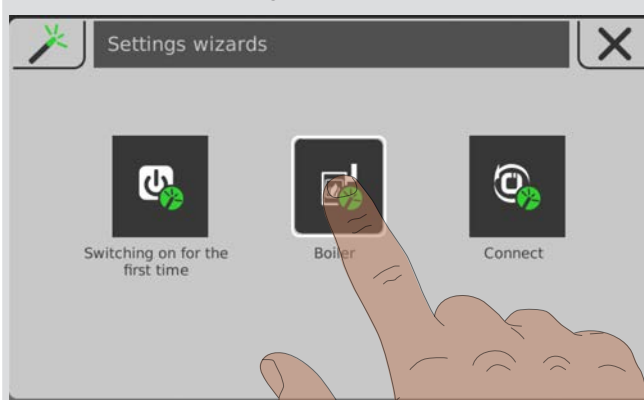 Settings wizards
Switching on for the
first time
Boiler
Connect